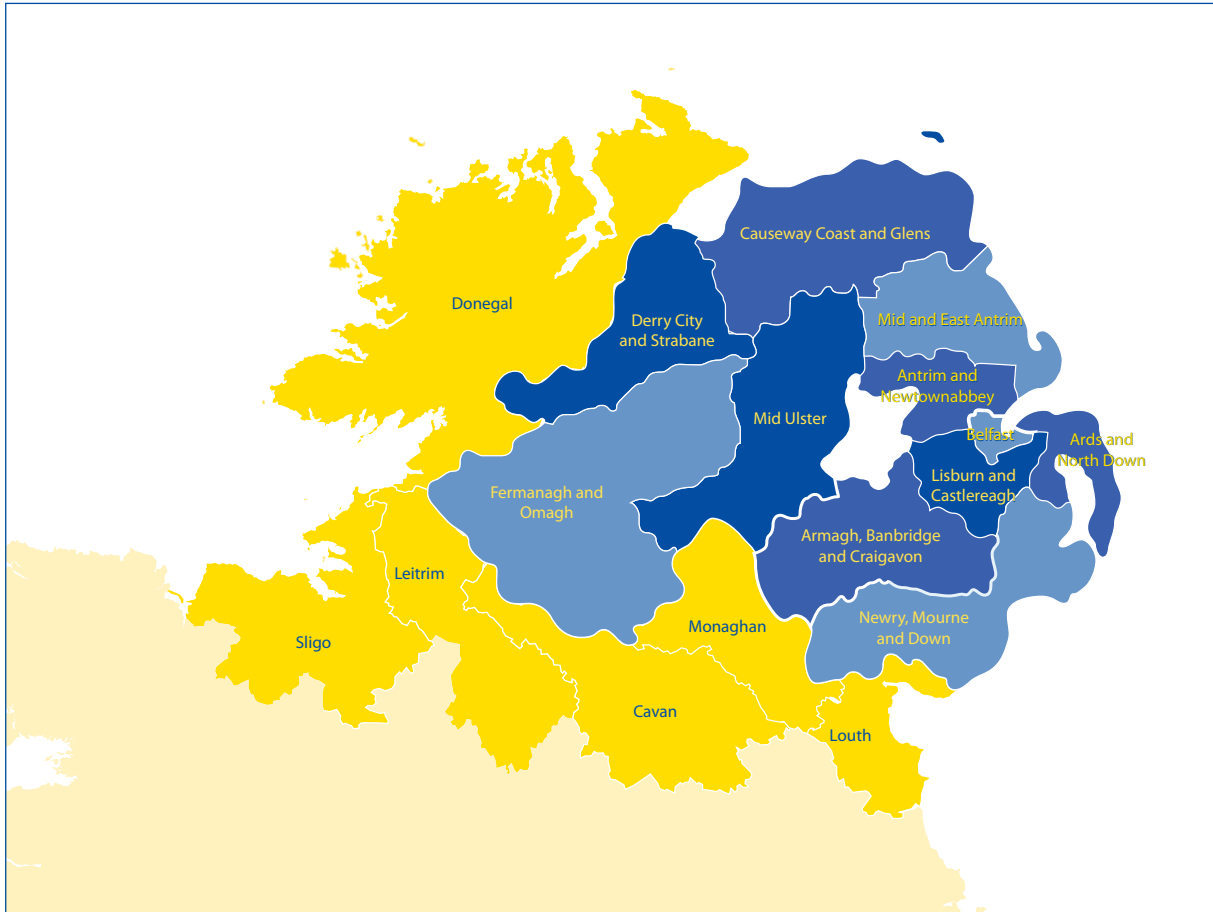 Causeway Coast and Glens
Donegal
Derry City
and Strabane
Mid and East Antrim
Antrim and
Newtownabbey
Mid Ulster
Belfast
Ards and
North Down
Lisburn and
Castlereagh
Fermanagh and
Omagh
Armagh, Banbridge
and Craigavon
Leitrim
Newry, Mourne
and Down
Monaghan
Sligo
Cavan
Louth